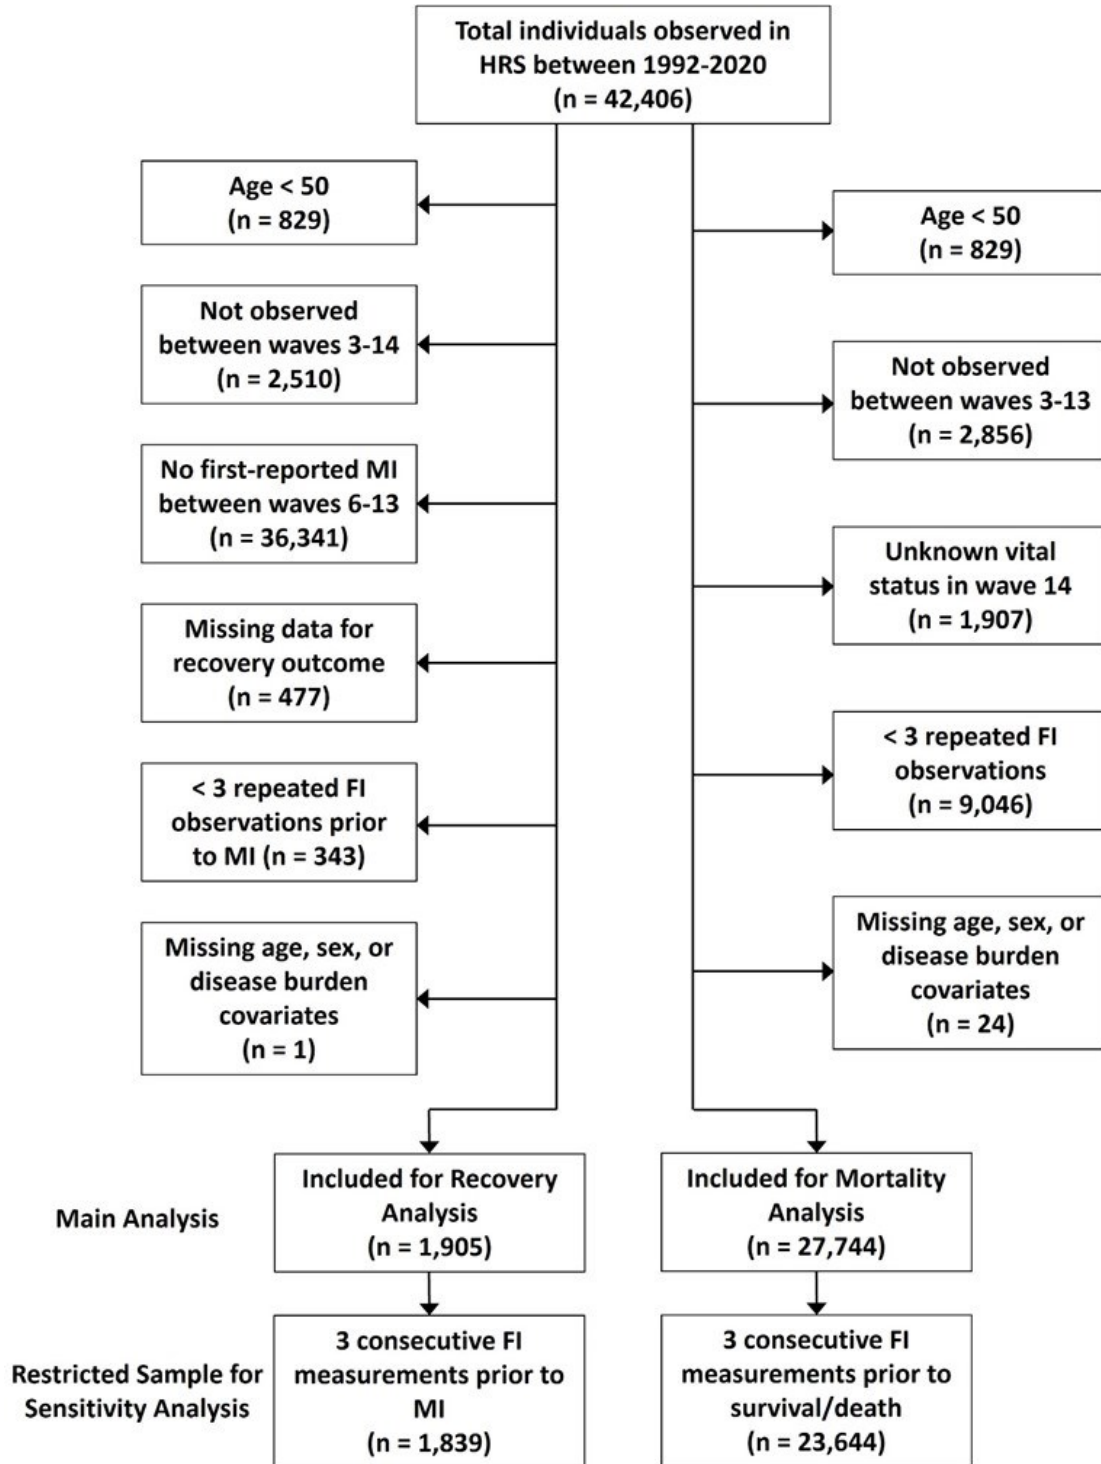 Total individuals observed in
HRS between 1992-2020
(n = 42,406)
Age < 50
(n = 829)
Not observed
between waves 3-14
(n = 2,510)
No first-reported MI
between waves 6-13
(n = 36,341)
Missing data for
recovery outcome
(n = 477)
< 3 repeated FI
observations prior
to MI (n = 343)
Missing age, sex, or
disease burden
covariates
(n = 1)
Age < 50
(n = 829)
Not observed
between waves 3-13
(n = 2,856)
Unknown vital
status in wave 14
(n = 1,907)
< 3 repeated FI
observations
(n = 9,046)
Missing age, sex, or
disease burden
covariates
(n = 24)
Main Analysis
Included for Recovery
Analysis
(n = 1,905)
Included for Mortality
Analysis
(n = 27,744)
Restricted Sample for
Sensitivity Analysis
3 consecutive FI
measurements prior to
MI
(n = 1,839)
3 consecutive FI
measurements prior to
survival/death
(n = 23,644)